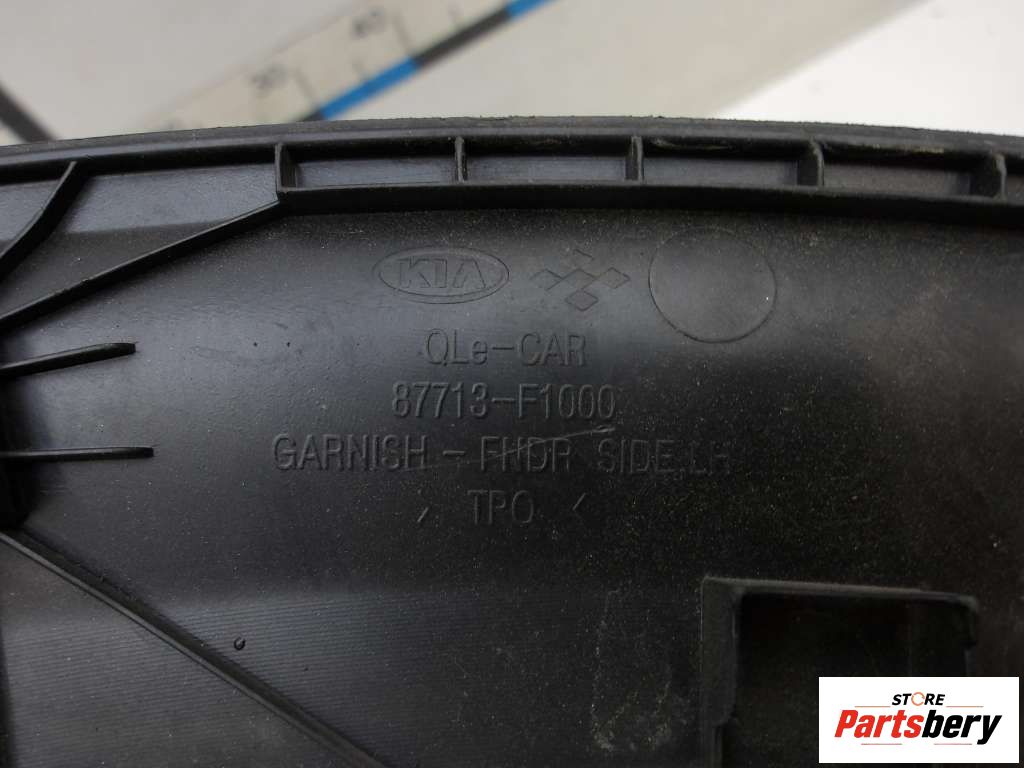 30 40
KIA
QLe-CAR
87713-F1000
GARNISH - FNDR SIDE,LH
> TPO <
STORE
Partsbery